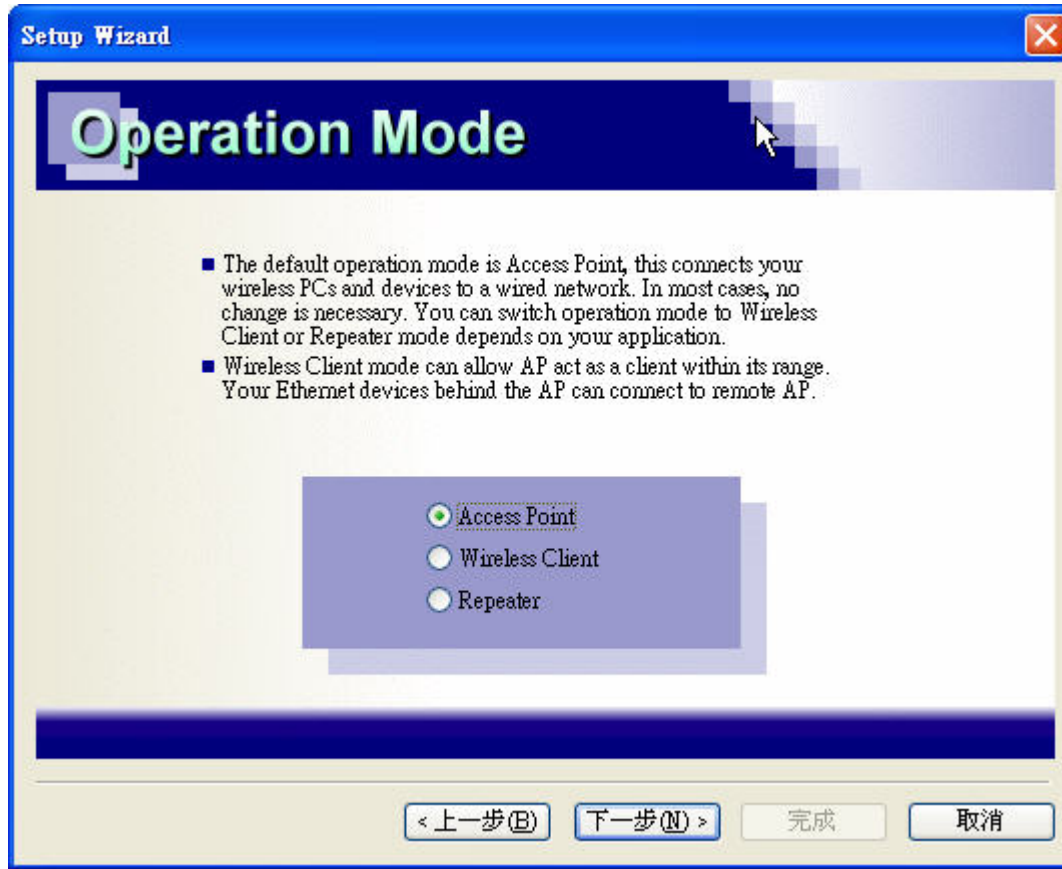 Setup Wizard
Operation Mode
The default operation mode is Access Point, this connects your
wireless PCs and devices to a wired network. In most cases, no
change is necessary. You can switch operation mode to Wireless
Client or Repeater mode depends on your application.
Wireless Client mode can allow AP act as a client within its range.
Your Ethernet devices behind the AP can connect to remote AP.
Access Point
Wireless Client
Repeater
<上一步(B) 下一步(N)> 完成 取消